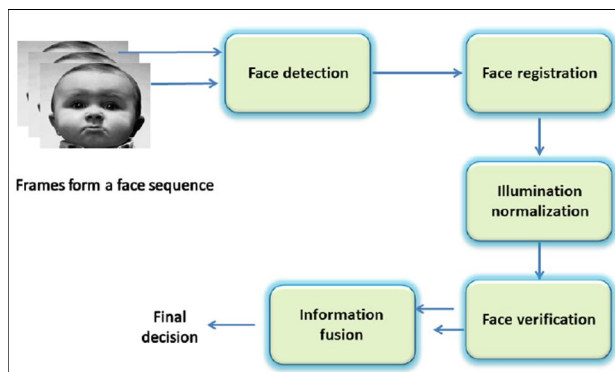 Face detection
Face registration
Frames form a face sequence
Illumination
normalization
Face verification
Information
fusion
Final
decision